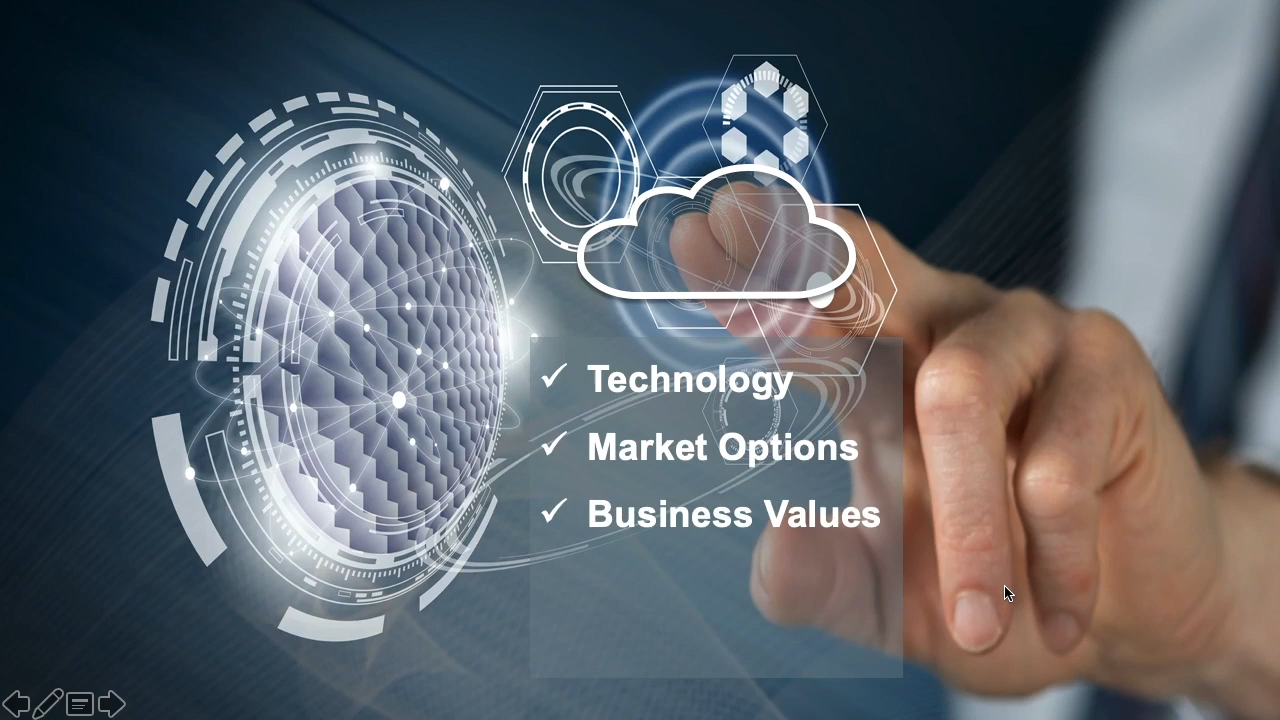 ✓ Technology
✓ Market Options
✓ Business Values